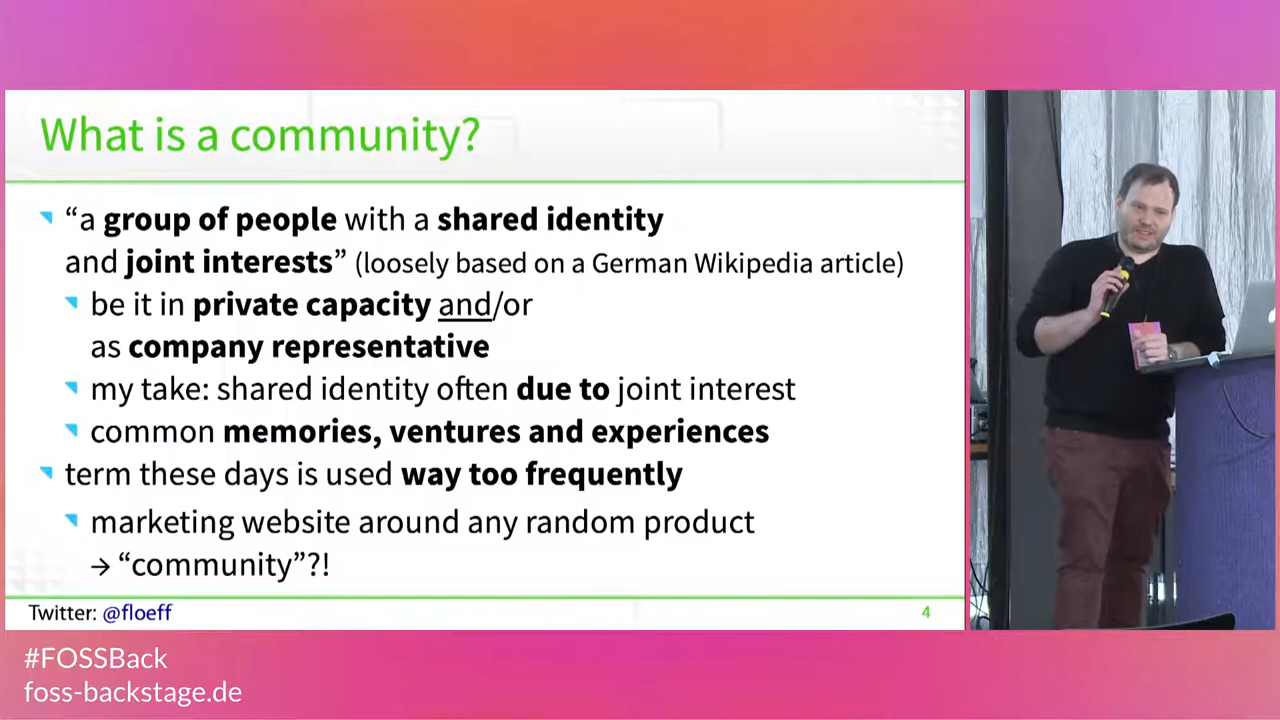 What is a community?
“a group of people with a shared identity
and joint interests” (loosely based on a German Wikipedia article)
be it in private capacity and/or
as company representative
my take: shared identity often due to joint interest
common memories, ventures and experiences
term these days is used way too frequently
marketing website around any random product
→ “community”?!
Twitter: @floeff
4
#FOSSBack
foss-backstage.de